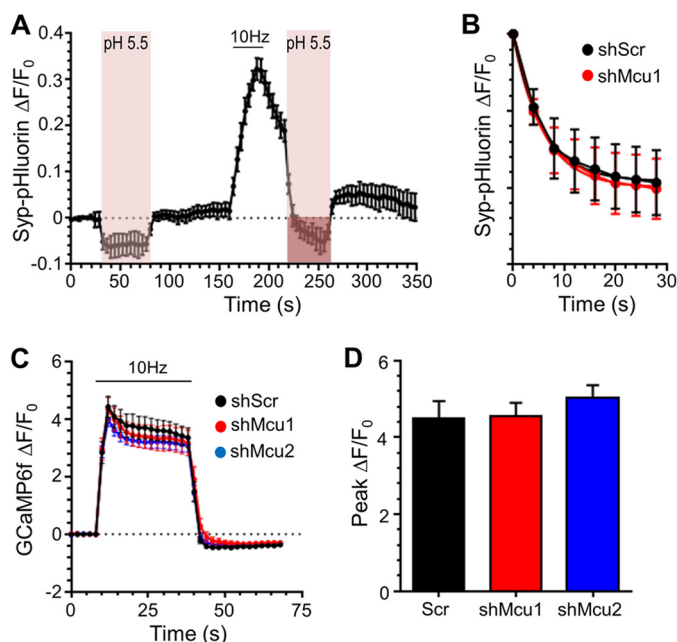 A
pH 5.5
10Hz
pH 5.5
0.4
0.3
0.2
0.1
0
-0.1
Syp-pHluorin ΔF/F0
0 50 100 150 200 250 300 350
Time (s)
B
shScr
shMcu1
Syp-pHluorin ΔF/F0
0 10 20 30
Time (s)
C
10Hz
shScr
shMcu1
shMcu2
6
4
2
0
-2
GCaMP6f ΔF/F0
0 25 50 75
Time (s)
D
6
4
2
0
Peak ΔF/F0
Scr shMcu1 shMcu2